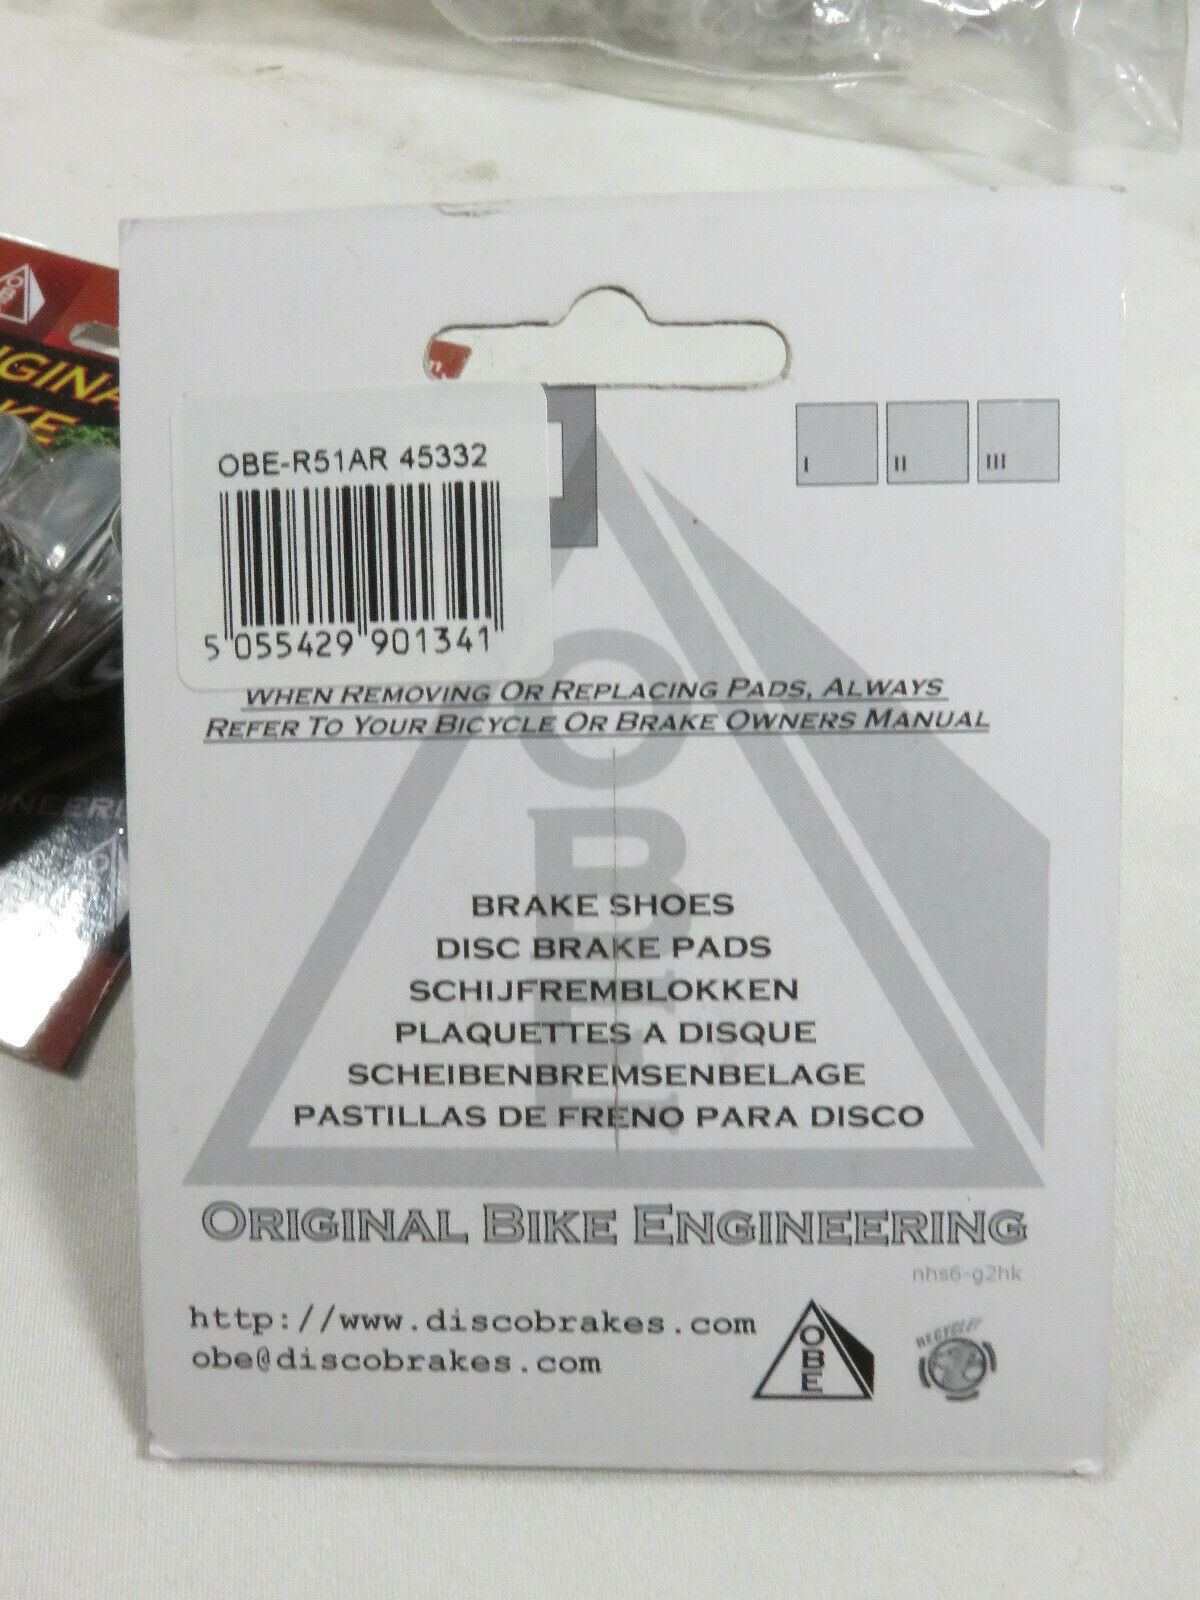 OBE-R51AR 45332
5 055429 901341
I II III
WHEN REMOVING OR REPLACING PADS, ALWAYS
REFER TO YOUR BICYCLE OR BRAKE OWNERS MANUAL
OBE
BRAKE SHOES
DISC BRAKE PADS
SCHIJFREMBLOKKEN
PLAQUETTES A DISQUE
SCHEIBENBREMSENBELAGE
PASTILLAS DE FRENO PARA DISCO
ORIGINAL BIKE ENGINEERING
nhs6-g2hk
http://www.discobrakes.com
obe@discobrakes.com
OBE
RECYCLE!